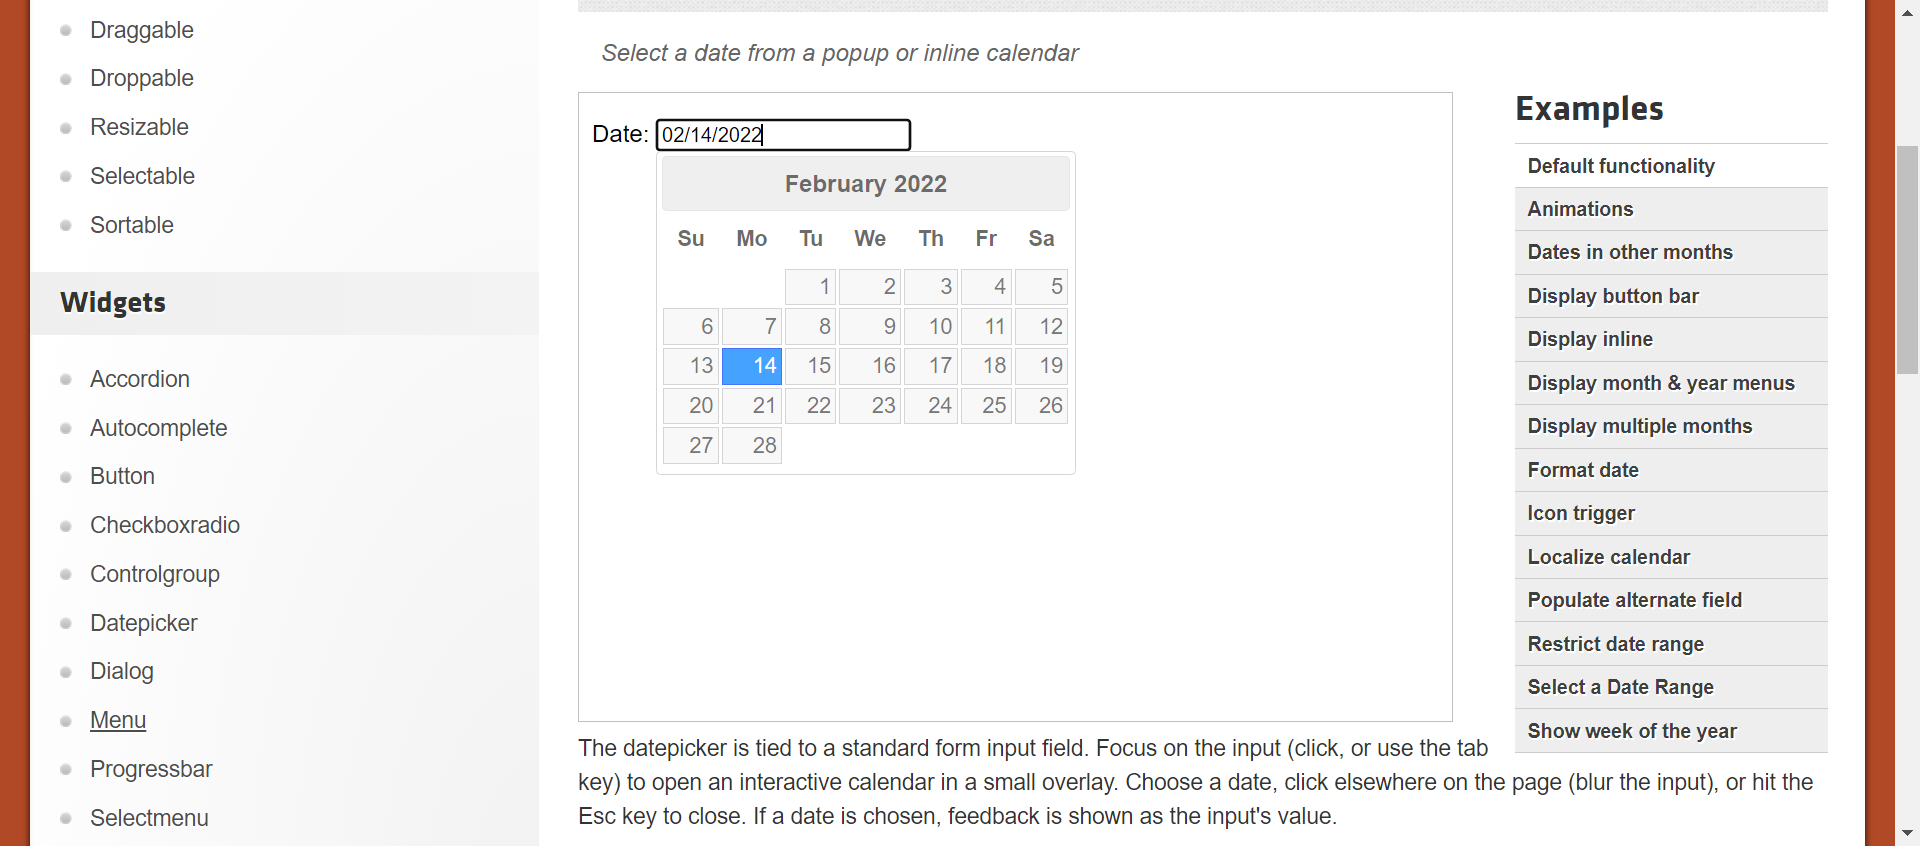 Draggable
Droppable
Resizable
Selectable
Sortable
Widgets
Accordion
Autocomplete
Button
Checkboxradio
Controlgroup
Datepicker
Dialog
Menu
Progressbar
Selectmenu
Select a date from a popup or inline calendar
Date: 02/14/2022
February 2022
Su Mo Tu We Th Fr Sa
1 2 3 4 5
6 7 8 9 10 11 12
13 14 15 16 17 18 19
20 21 22 23 24 25 26
27 28
The datepicker is tied to a standard form input field. Focus on the input (click, or use the tab
key) to open an interactive calendar in a small overlay. Choose a date, click elsewhere on the page (blur the input), or hit the
Esc key to close. If a date is chosen, feedback is shown as the input's value.
Examples
Default functionality
Animations
Dates in other months
Display button bar
Display inline
Display month & year menus
Display multiple months
Format date
Icon trigger
Localize calendar
Populate alternate field
Restrict date range
Select a Date Range
Show week of the year